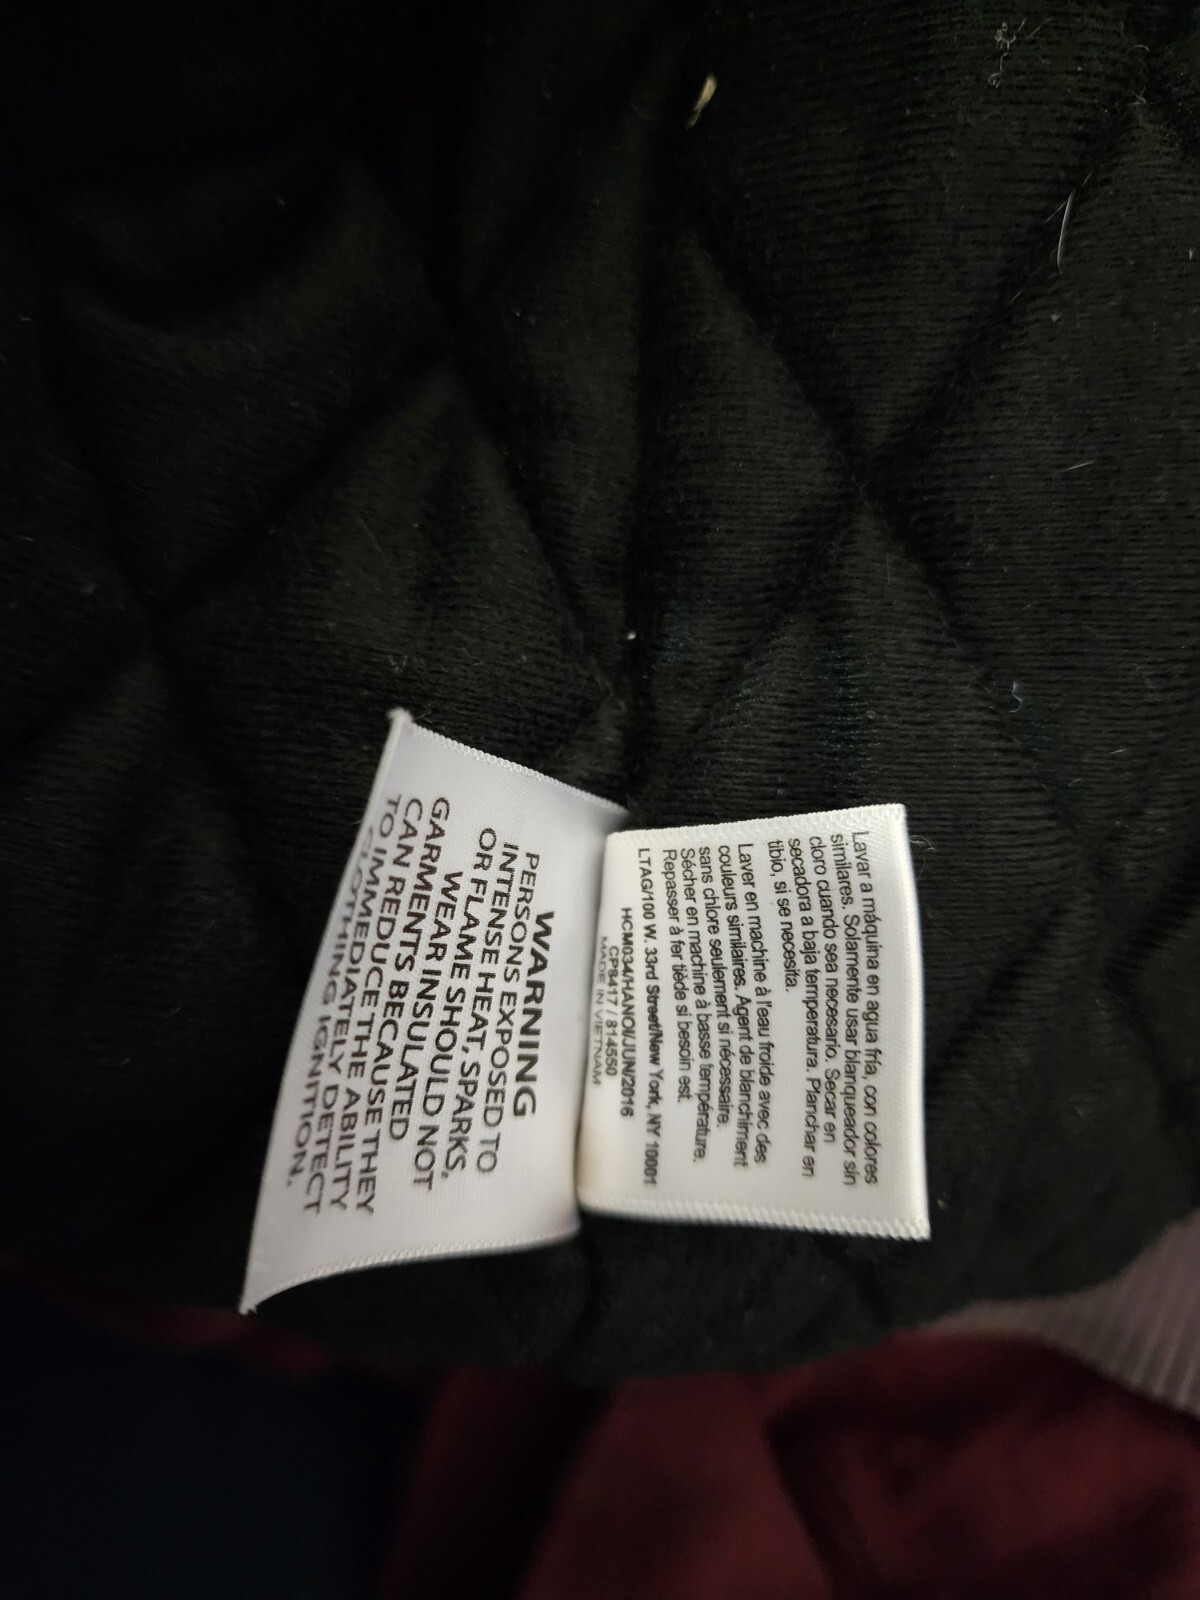 WARNING
PERSONS EXPOSED TO
INTENSE HEAT, SPARKS,
OR FLAME SHOULD NOT
WEAR INSULATED
GARMENTS BECAUSE THEY
CAN REDUCE THE ABILITY
TO IMMEDIATELY DETECT
CLOTHING IGNITION.
Lavar a máquina en agua fría, con colores
similares. Solamente usar blanqueador sin
cloro cuando sea necesario. Secar en
secadora a baja temperatura. Planchar en
tibio, si se necesita.
Laver en machine à l'eau froide avec des
couleurs similaires. Agent de blanchiment
sans chlore seulement si nécessaire.
Sécher en machine à basse température.
Repasser à fer tiède si besoin est.
LTAG/100 W. 33rd Street/New York, NY 10001
HCM034/HANOI/JUN/2016
CP8417 / 814550
MADE IN VIETNAM